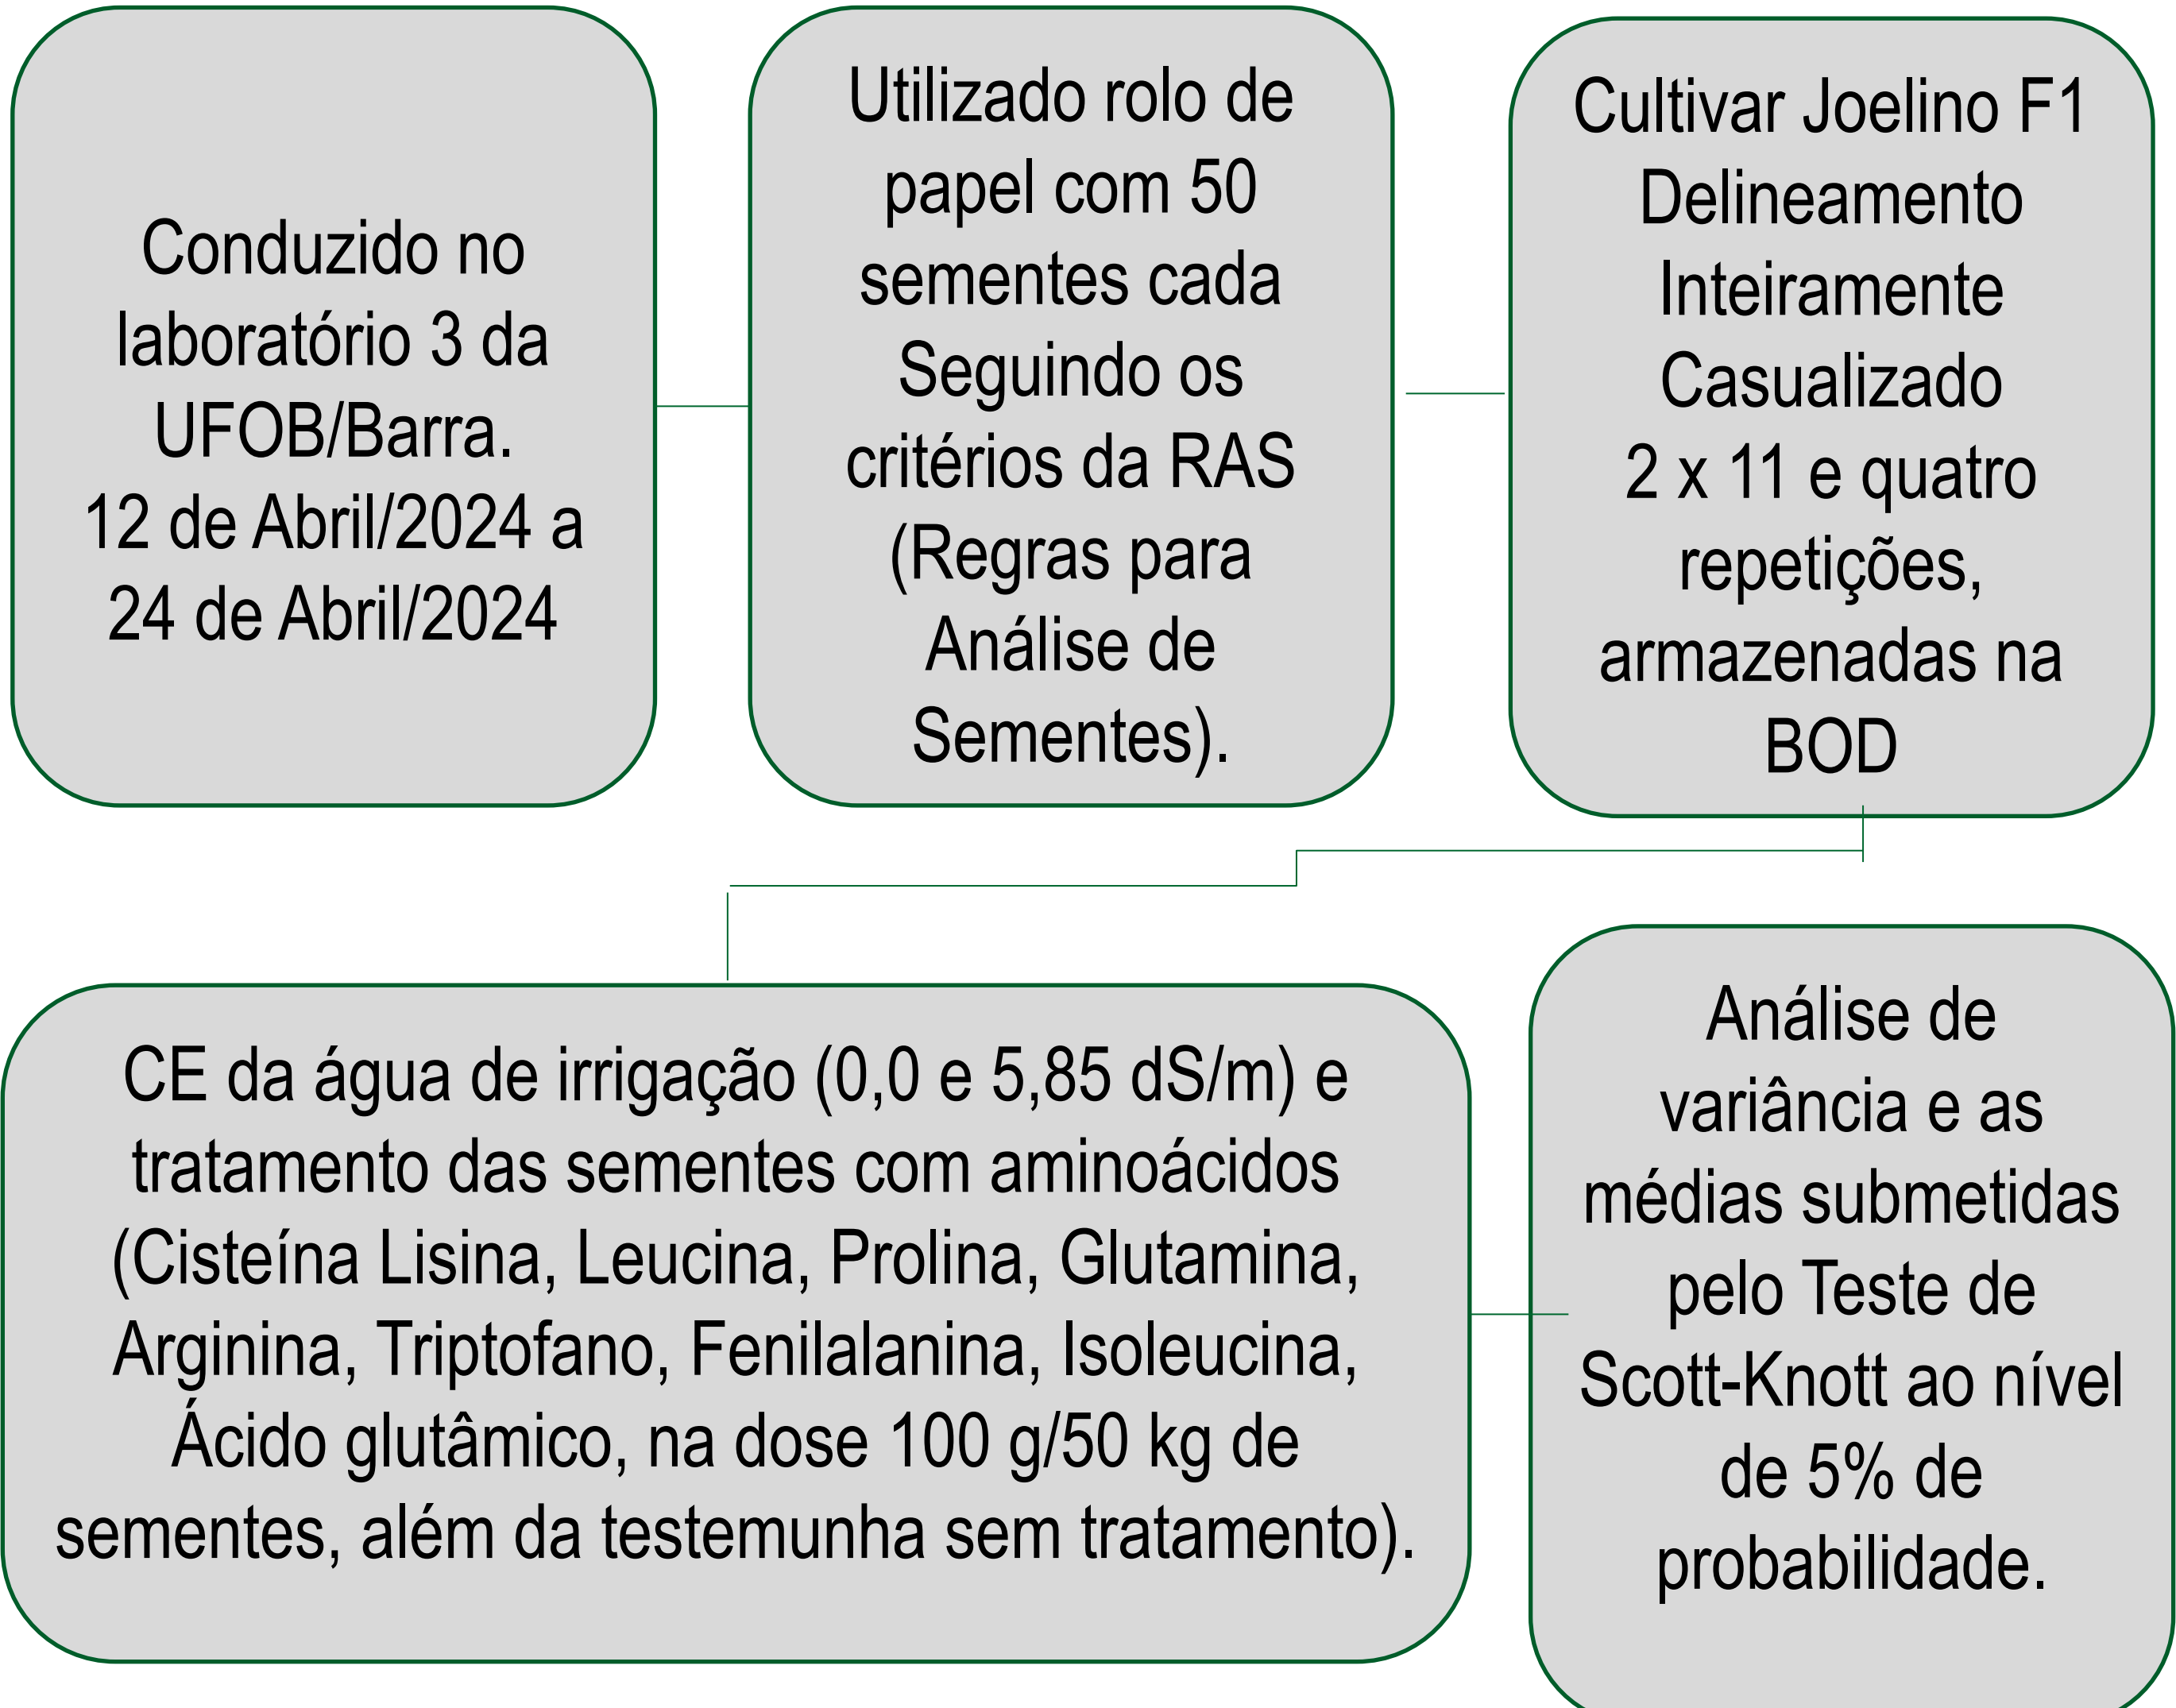 Conduzido no
laboratório 3 da
UFOB/Barra.
12 de Abril/2024 a
24 de Abril/2024
Utilizado rolo de
papel com 50
sementes cada
Seguindo os
critérios da RAS
(Regras para
Análise de
Sementes).
Cultivar Joelino F1
Delineamento
Inteiramente
Casualizado
2 x 11 e quatro
repetições,
armazenadas na
BOD
CE da água de irrigação (0,0 e 5,85 dS/m) e
tratamento das sementes com aminoácidos
(Cisteína Lisina, Leucina, Prolina, Glutamina,
Arginina, Triptofano, Fenilalanina, Isoleucina,
Ácido glutâmico, na dose 100 g/50 kg de
sementes, além da testemunha sem tratamento).
Análise de
variância e as
médias submetidas
pelo Teste de
Scott-Knott ao nível
de 5% de
probabilidade.